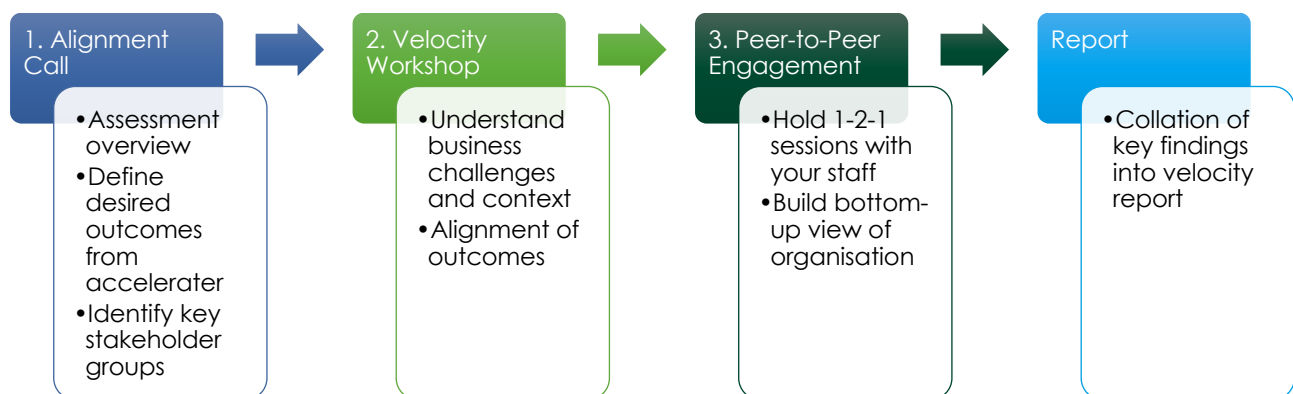 1. Alignment
Call
•Assessment
overview
•Define
desired
outcomes
from
accelerater
•Identify key
stakeholder
groups
2. Velocity
Workshop
•Understand
business
challenges
and context
•Alignment of
outcomes
3. Peer-to-Peer
Engagement
•Hold 1-2-1
sessions with
your staff
•Build bottom-
up view of
organisation
Report
•Collation of
key findings
into velocity
report